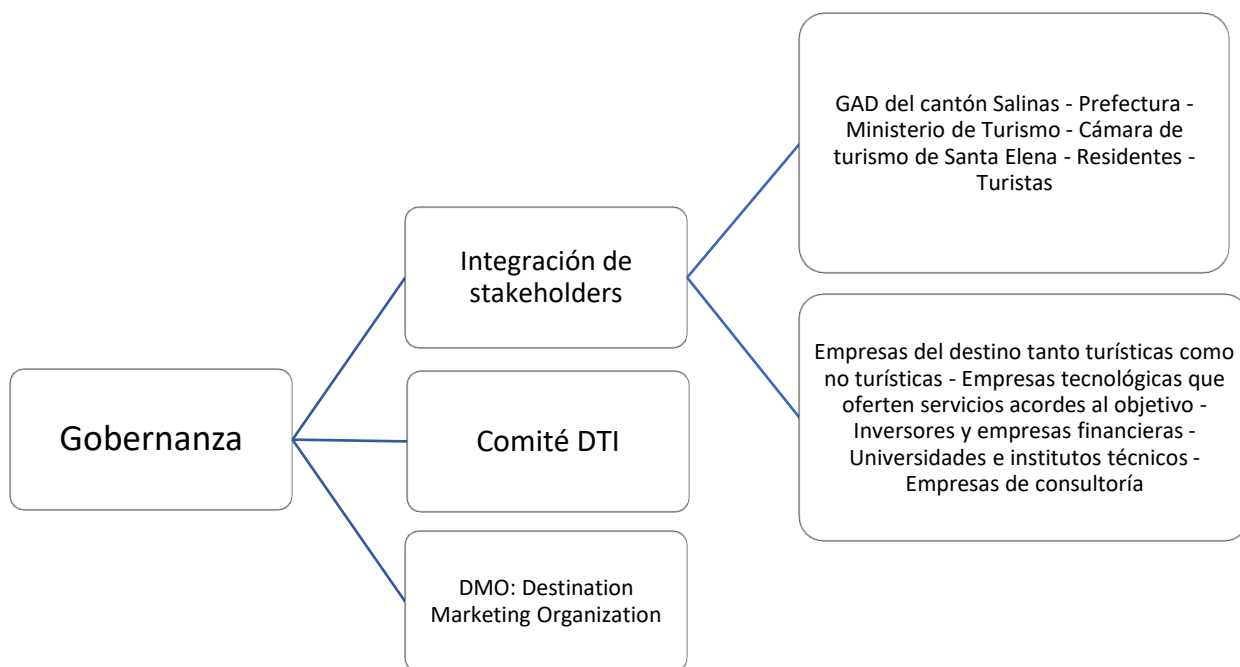 Gobernanza
Integración de
stakeholders
GAD del cantón Salinas - Prefectura -
Ministerio de Turismo - Cámara de
turismo de Santa Elena - Residentes -
Turistas
Empresas del destino tanto turísticas como
no turísticas - Empresas tecnológicas que
oferten servicios acordes al objetivo -
Inversores y empresas financieras -
Universidades e institutos técnicos -
Empresas de consultoría
Comité DTI
DMO: Destination
Marketing Organization